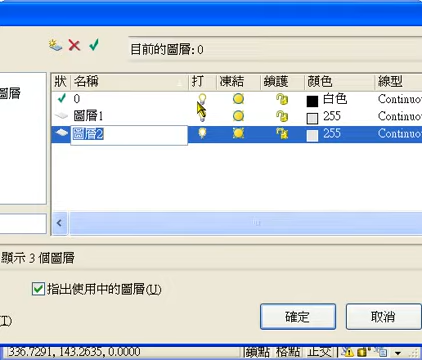 目前的圖層:0
圖層
狀 名稱 打 凍結 鎖護 顏色 線型
0 白色 Continuou
圖層1 255 Continuou
圖層2 255 Continuou
顯示 3 個圖層
指出使用中的圖層(U)
(I)
確定 取消
336.7291, 143.2635, 0.0000 鎖點 格點 正交